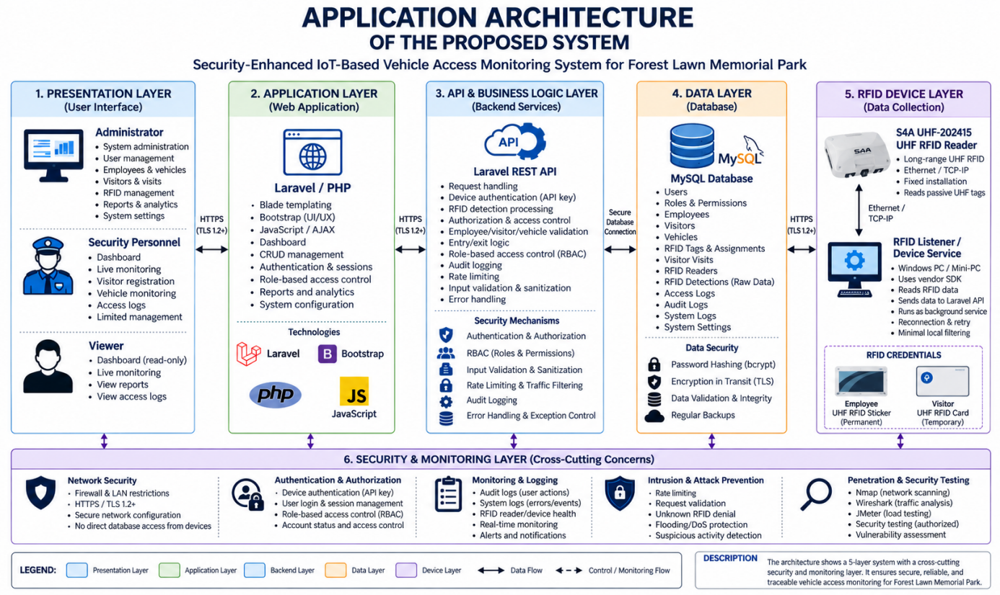 APPLICATION ARCHITECTURE
OF THE PROPOSED SYSTEM
Security-Enhanced IoT-Based Vehicle Access Monitoring System for Forest Lawn Memorial Park
1. PRESENTATION LAYER
(User Interface)
Administrator
• System administration
• User management
• Employees & vehicles
• Visitors & visits
• RFID management
• Reports & analytics
• System settings
Security Personnel
• Dashboard
• Live monitoring
• Visitor registration
• Vehicle monitoring
• Access logs
• Limited management
Viewer
• Dashboard (read-only)
• Live monitoring
• View reports
• View access logs
HTTPS
(TLS 1.2+)
2. APPLICATION LAYER
(Web Application)
Laravel / PHP
• Blade templating
• Bootstrap (UI/UX)
• JavaScript / AJAX
• Dashboard
• CRUD management
• Authentication & sessions
• Role-based access control
• Reports and analytics
• System configuration
Technologies
Laravel
B Bootstrap
php
JS
JavaScript
HTTPS
(TLS 1.2+)
3. API & BUSINESS LOGIC LAYER
(Backend Services)
API
Laravel REST API
• Request handling
• Device authentication (API key)
• RFID detection processing
• Authorization & access control
• Employee/visitor/vehicle validation
• Entry/exit logic
• Role-based access control (RBAC)
• Audit logging
• Rate limiting
• Input validation & sanitization
• Error handling
Security Mechanisms
Authentication & Authorization
RBAC (Roles & Permissions)
Input Validation & Sanitization
Rate Limiting & Traffic Filtering
Audit Logging
Error Handling & Exception Control
Secure
Database
Connection
4. DATA LAYER
(Database)
MySQL
MySQL Database
• Users
• Roles & Permissions
• Employees
• Visitors
• Vehicles
• RFID Tags & Assignments
• Visitor Visits
• RFID Readers
• RFID Detections (Raw Data)
• Access Logs
• Audit Logs
• System Logs
• System Settings
Data Security
Password Hashing (bcrypt)
Encryption in Transit (TLS)
Data Validation & Integrity
Regular Backups
HTTPS
(TLS 1.2+)
5. RFID DEVICE LAYER
(Data Collection)
S4A
S4A UHF-202415
UHF RFID Reader
• Long-range UHF RFID
• Ethernet / TCP-IP
• Fixed installation
• Reads passive UHF tags
Ethernet /
TCP-IP
RFID Listener /
Device Service
• Windows PC / Mini-PC
• Uses vendor SDK
• Reads RFID data
• Sends data to Laravel API
• Runs as background service
• Reconnection & retry
• Minimal local filtering
RFID CREDENTIALS
Employee
UHF RFID Sticker
(Permanent)
Visitor
UHF RFID Card
(Temporary)
6. SECURITY & MONITORING LAYER (Cross-Cutting Concerns)
Network Security
• Firewall & LAN restrictions
• HTTPS / TLS 1.2+
• Secure network configuration
• No direct database access from devices
Authentication & Authorization
• Device authentication (API key)
• User login & session management
• Role-based access control (RBAC)
• Account status and access control
Monitoring & Logging
• Audit logs (user actions)
• System logs (errors/events)
• RFID reader/device health
• Real-time monitoring
• Alerts and notifications
Intrusion & Attack Prevention
• Rate limiting
• Request validation
• Unknown RFID denial
• Flooding/DoS protection
• Suspicious activity detection
Penetration & Security Testing
• Nmap (network scanning)
• Wireshark (traffic analysis)
• JMeter (load testing)
• Security testing (authorized)
• Vulnerability assessment
LEGEND: Presentation Layer Application Layer Backend Layer Data Layer Device Layer Data Flow Control / Monitoring Flow
DESCRIPTION
The architecture shows a 5-layer system with a cross-cutting
security and monitoring layer. It ensures secure, reliable, and
traceable vehicle access monitoring for Forest Lawn Memorial Park.